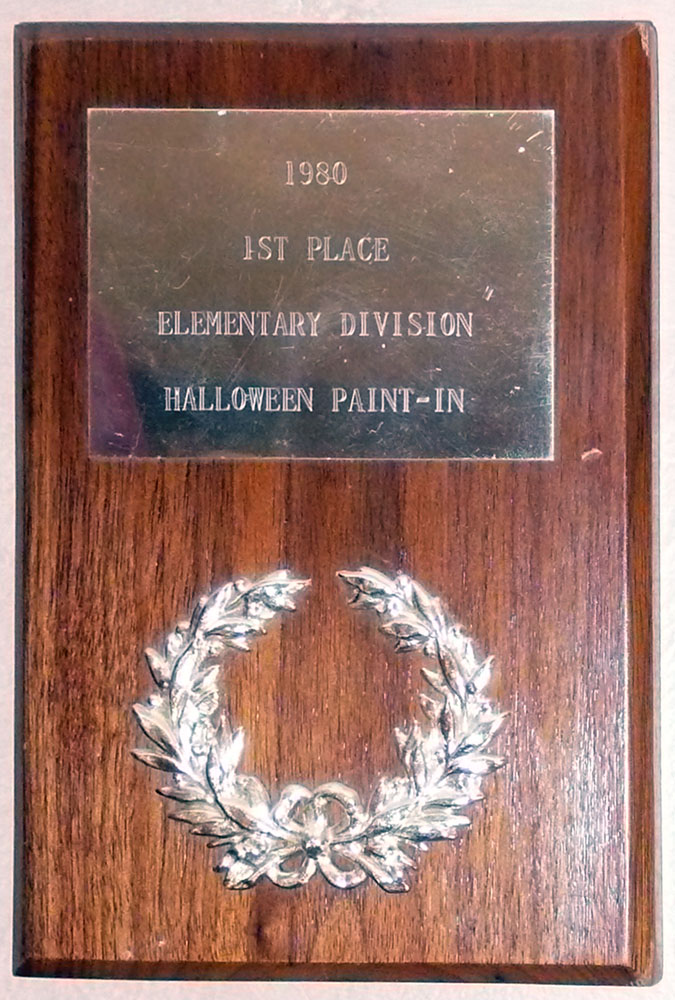 1980
1ST PLACE
ELEMENTARY DIVISION
HALLOWEEN PAINT-IN